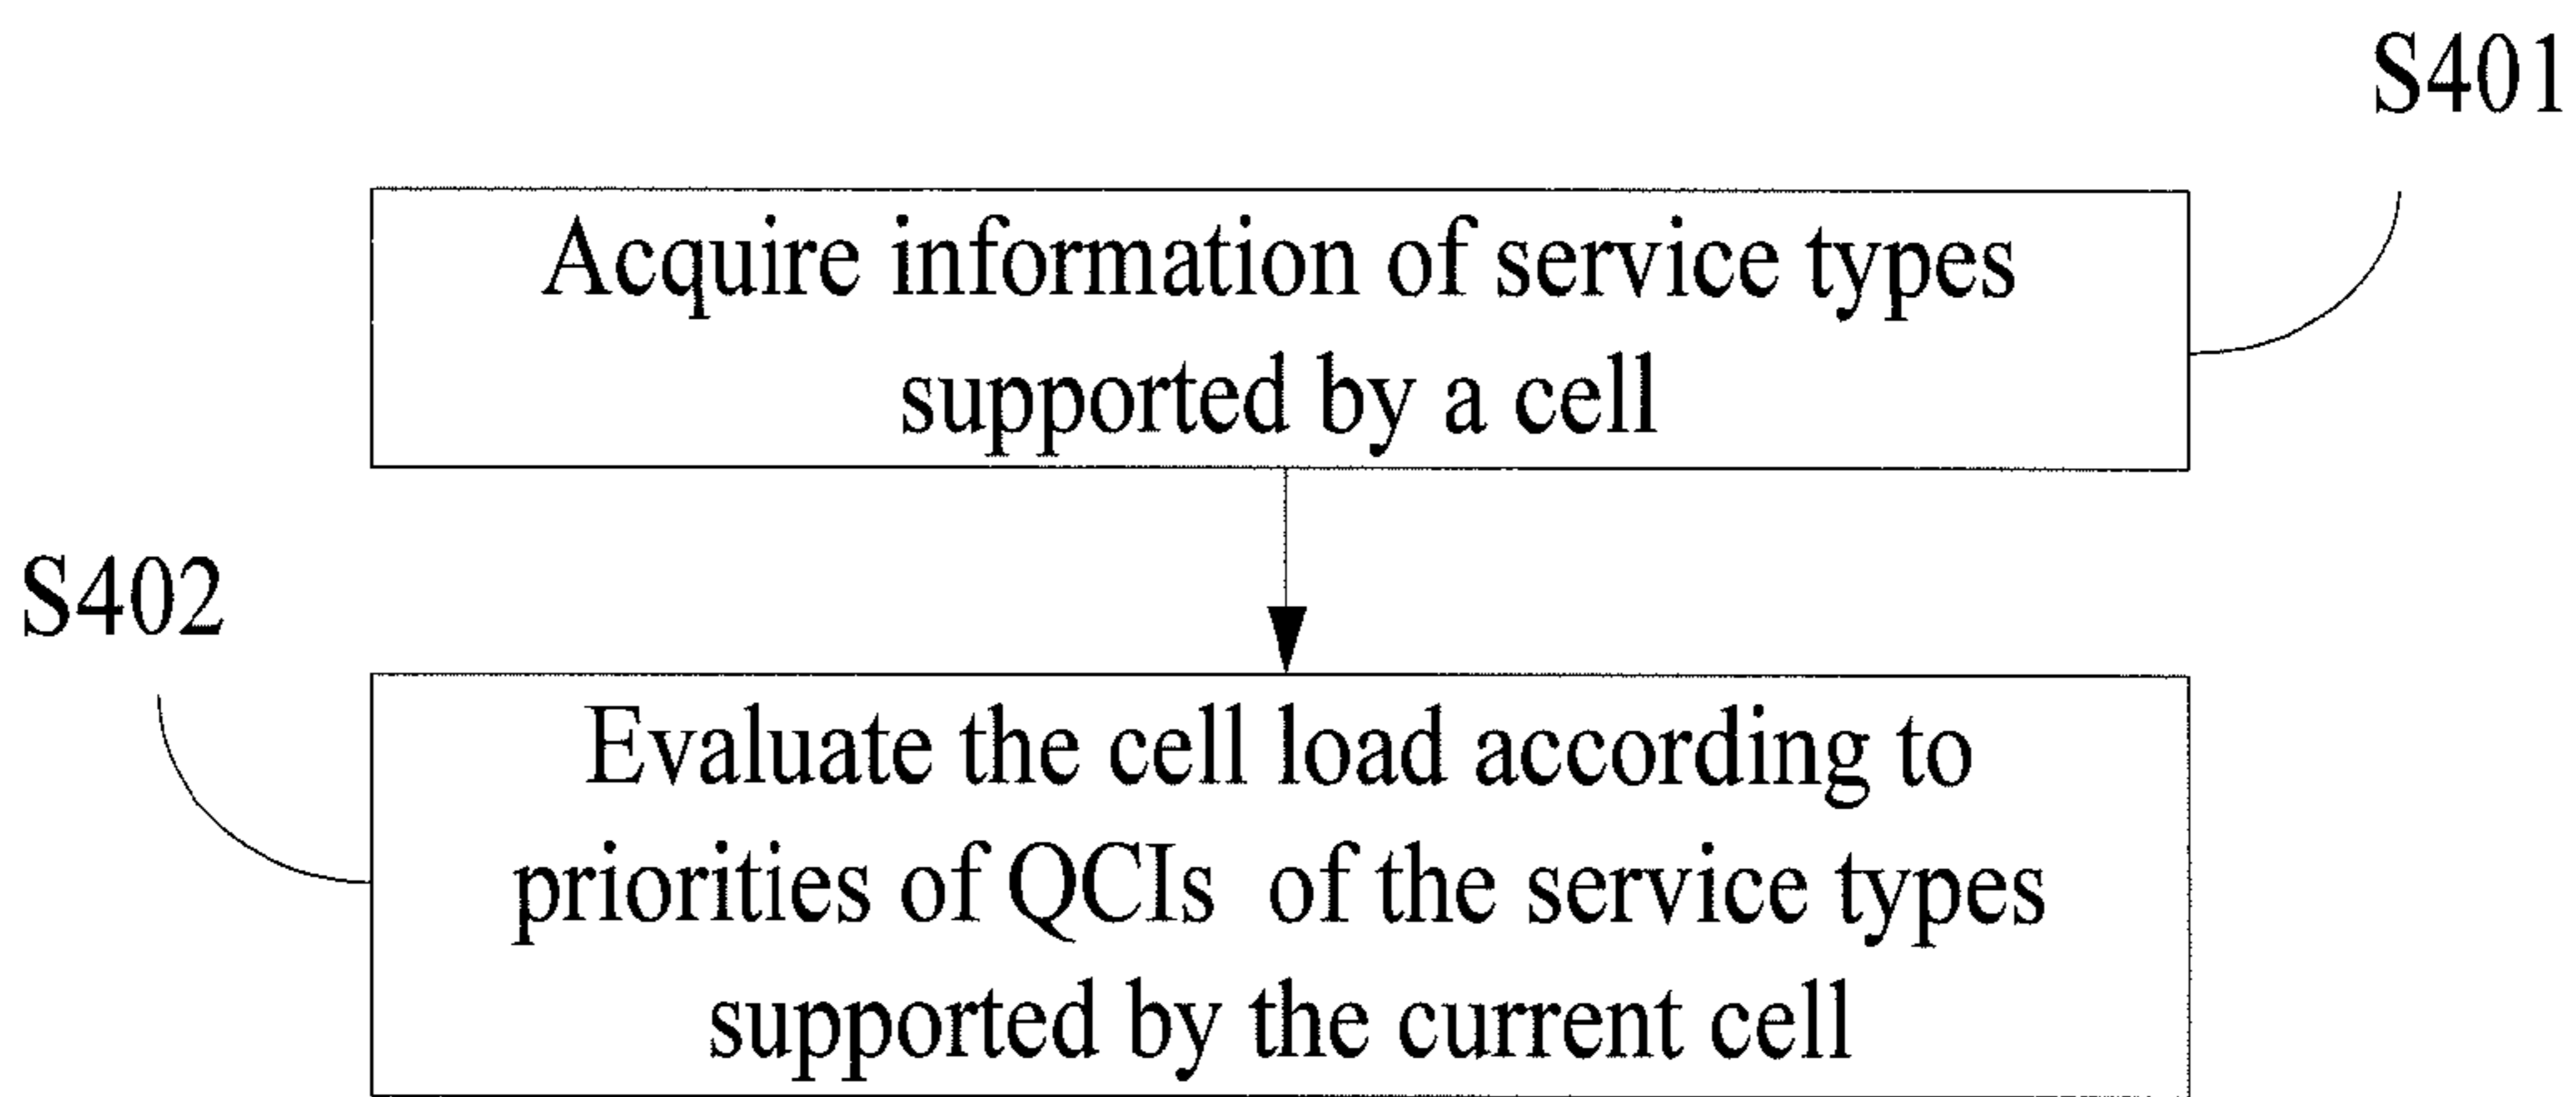 S401
Acquire information of service types
supported by a cell
S402
Evaluate the cell load according to
priorities of QCIs of the service types
supported by the current cell